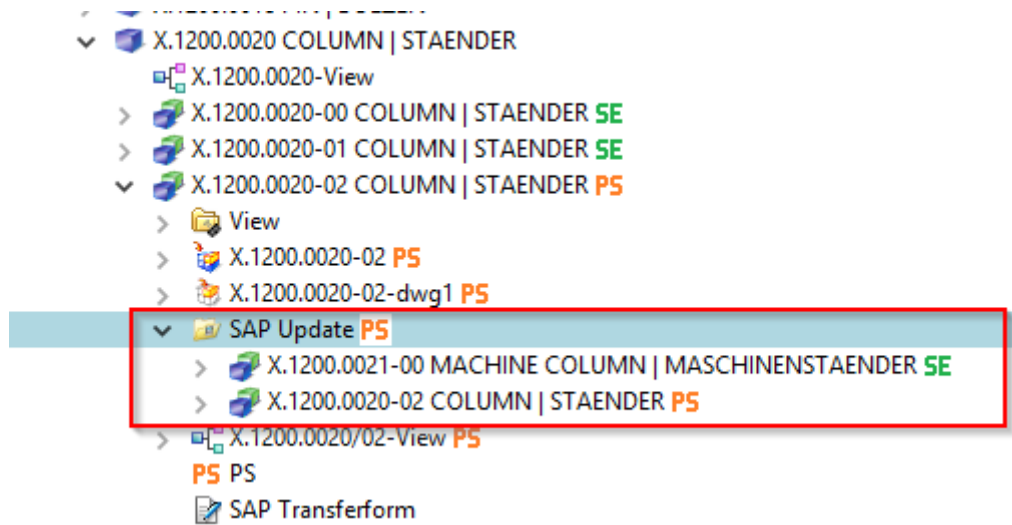 X.1200.0020 COLUMN | STAENDER
X.1200.0020-View
X.1200.0020-00 COLUMN | STAENDER SE
X.1200.0020-01 COLUMN | STAENDER SE
X.1200.0020-02 COLUMN | STAENDER PS
View
X.1200.0020-02 PS
X.1200.0020-02-dwg1 PS
SAP Update PS
X.1200.0021-00 MACHINE COLUMN | MASCHINENSTAENDER SE
X.1200.0020-02 COLUMN | STAENDER PS
X.1200.0020/02-View PS
PS PS
SAP Transferform